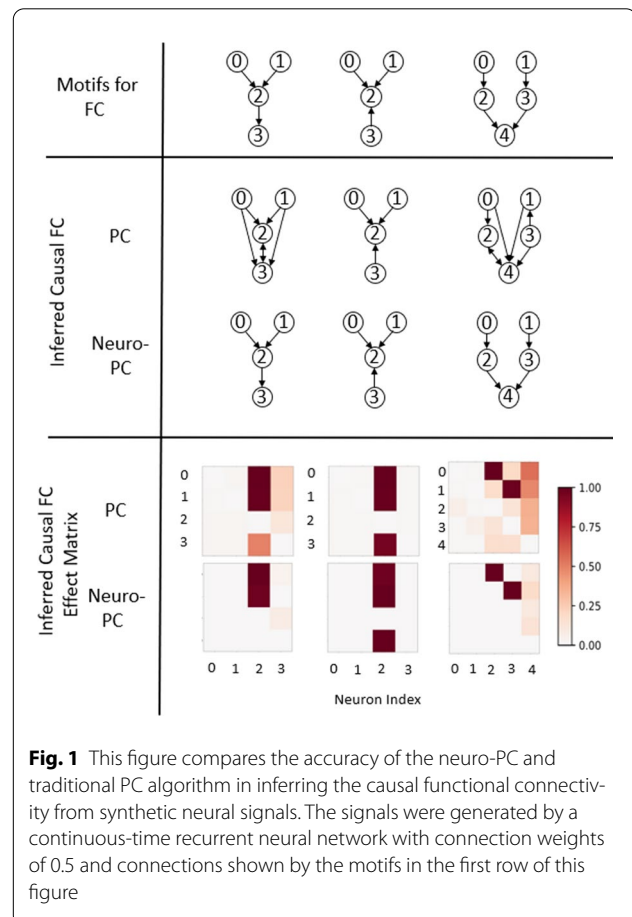 Motifs for
FC
0 1
2
3
0 1
2
3
0 1
2 3
4
Inferred Causal FC
PC
0 1
2
3
0 1
2
3
0 1
2 3
4
Neuro-
PC
0 1
2
3
0 1
2
3
0 1
2 3
4
Inferred Causal FC
Effect Matrix
PC
0
1
2
3
0
1
2
3
0
1
2
3
4
1.00
0.75
0.50
0.25
0.00
Neuro-
PC
0 1 2 3
0 1 2 3
0 1 2 3 4
Neuron Index
Fig. 1 This figure compares the accuracy of the neuro-PC and
traditional PC algorithm in inferring the causal functional connectiv-
ity from synthetic neural signals. The signals were generated by a
continuous-time recurrent neural network with connection weights
of 0.5 and connections shown by the motifs in the first row of this
figure